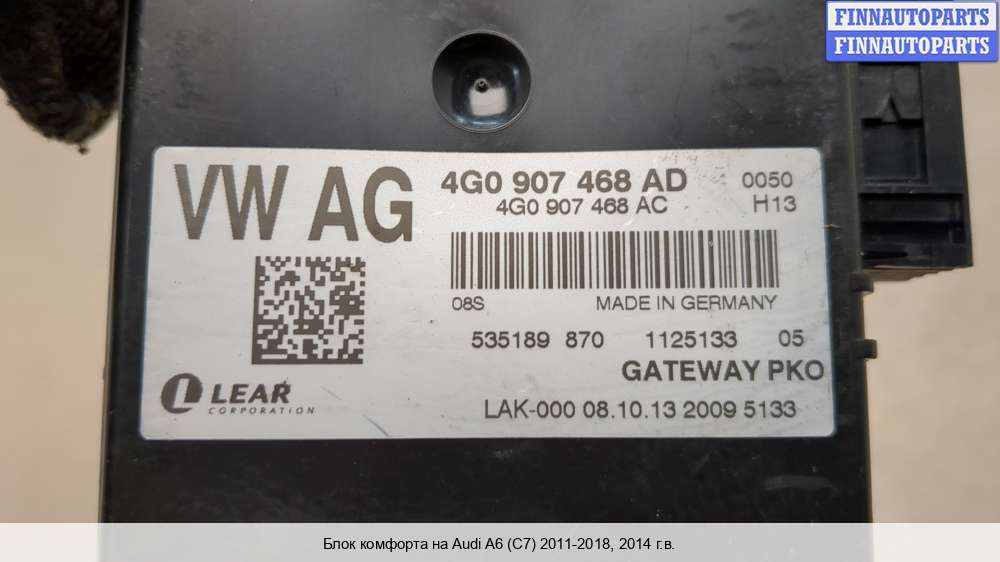 FINNAUTOPARTS
FINNAUTOPARTS
VW AG
4G0 907 468 AD 0050
4G0 907 468 AC H13
08S MADE IN GERMANY
535189 870 1125133 05
GATEWAY PKO
LEAR
CORPORATION
LAK-000 08.10.13 2009 5133
Блок комфорта на Audi A6 (C7) 2011-2018, 2014 г.в.